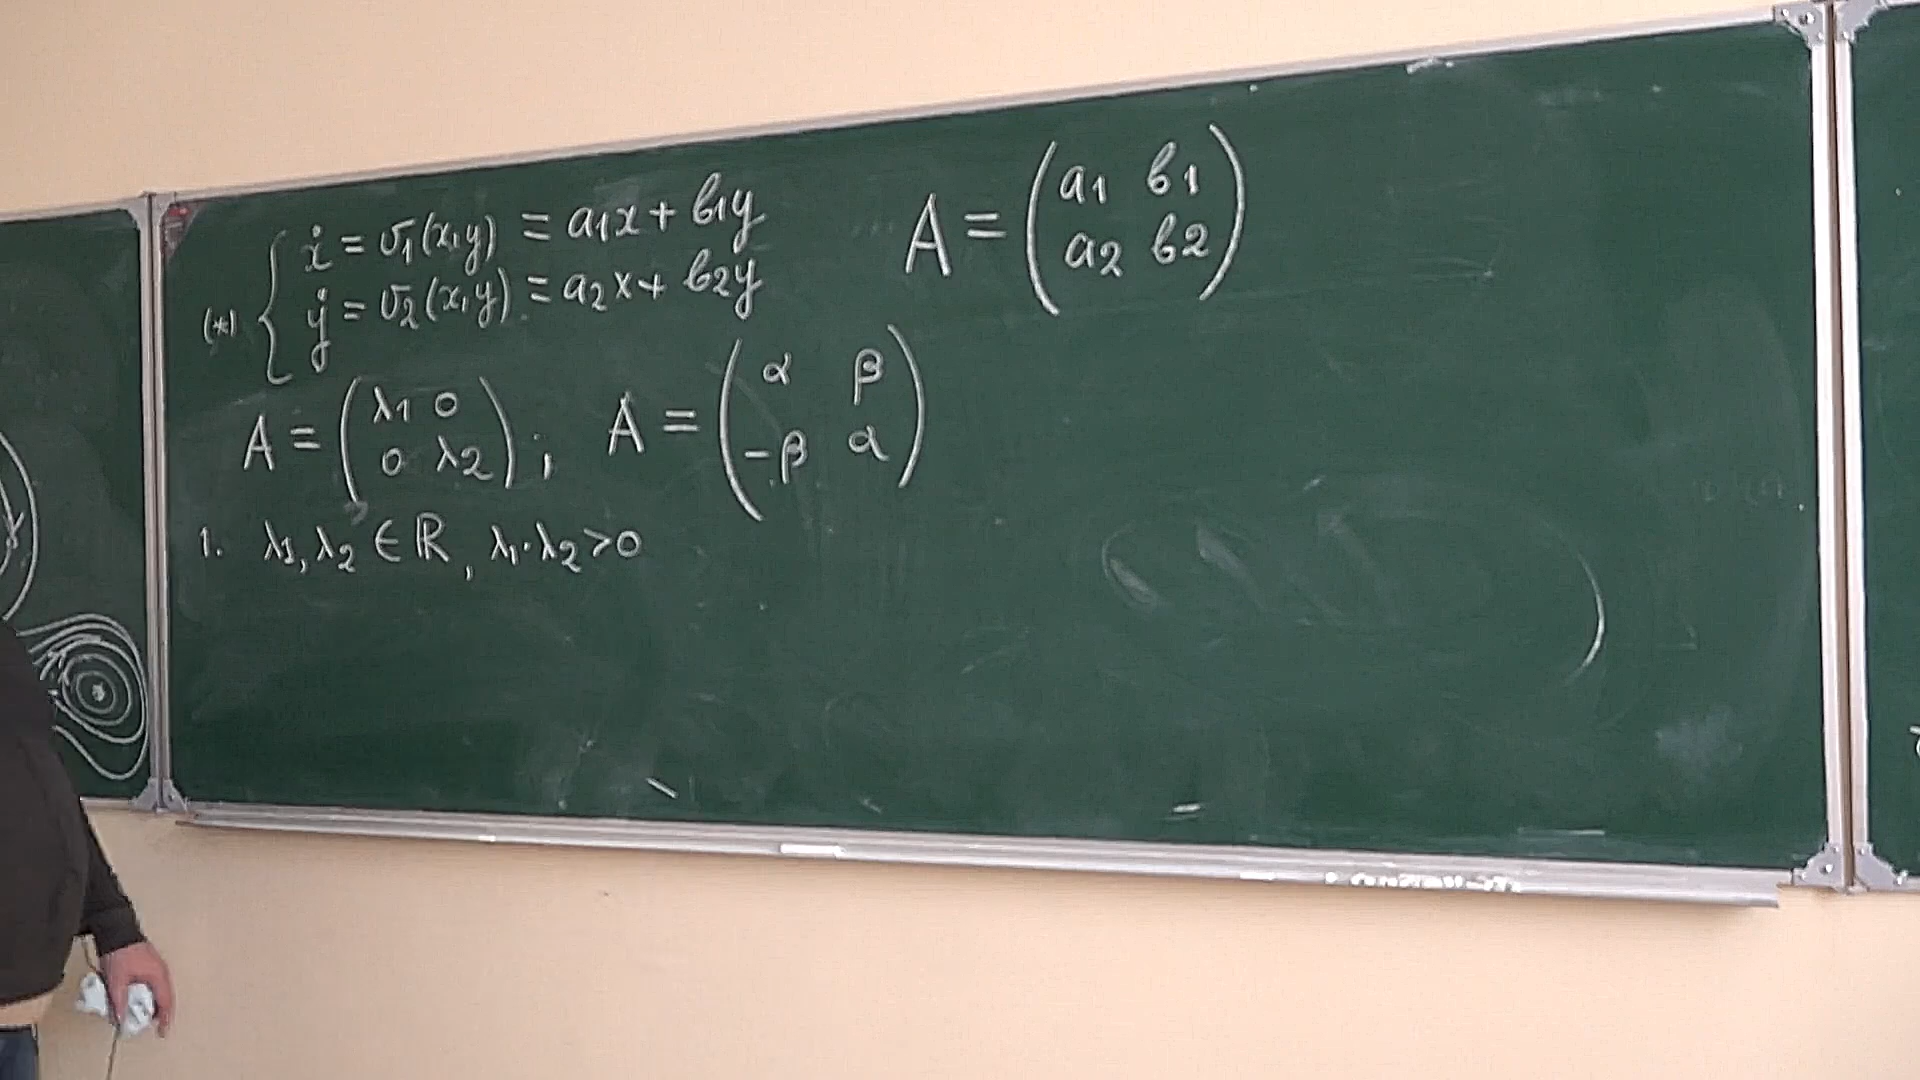 (*) { ẋ = v1(x,y) = a1x + b1y
ẏ = v2(x,y) = a2x + b2y
A = ( a1 b1
a2 b2 )
A = ( λ1 0
0 λ2 ) ; A = ( α β
-β α )
1. λ1, λ2 ∈ ℝ, λ1·λ2 > 0